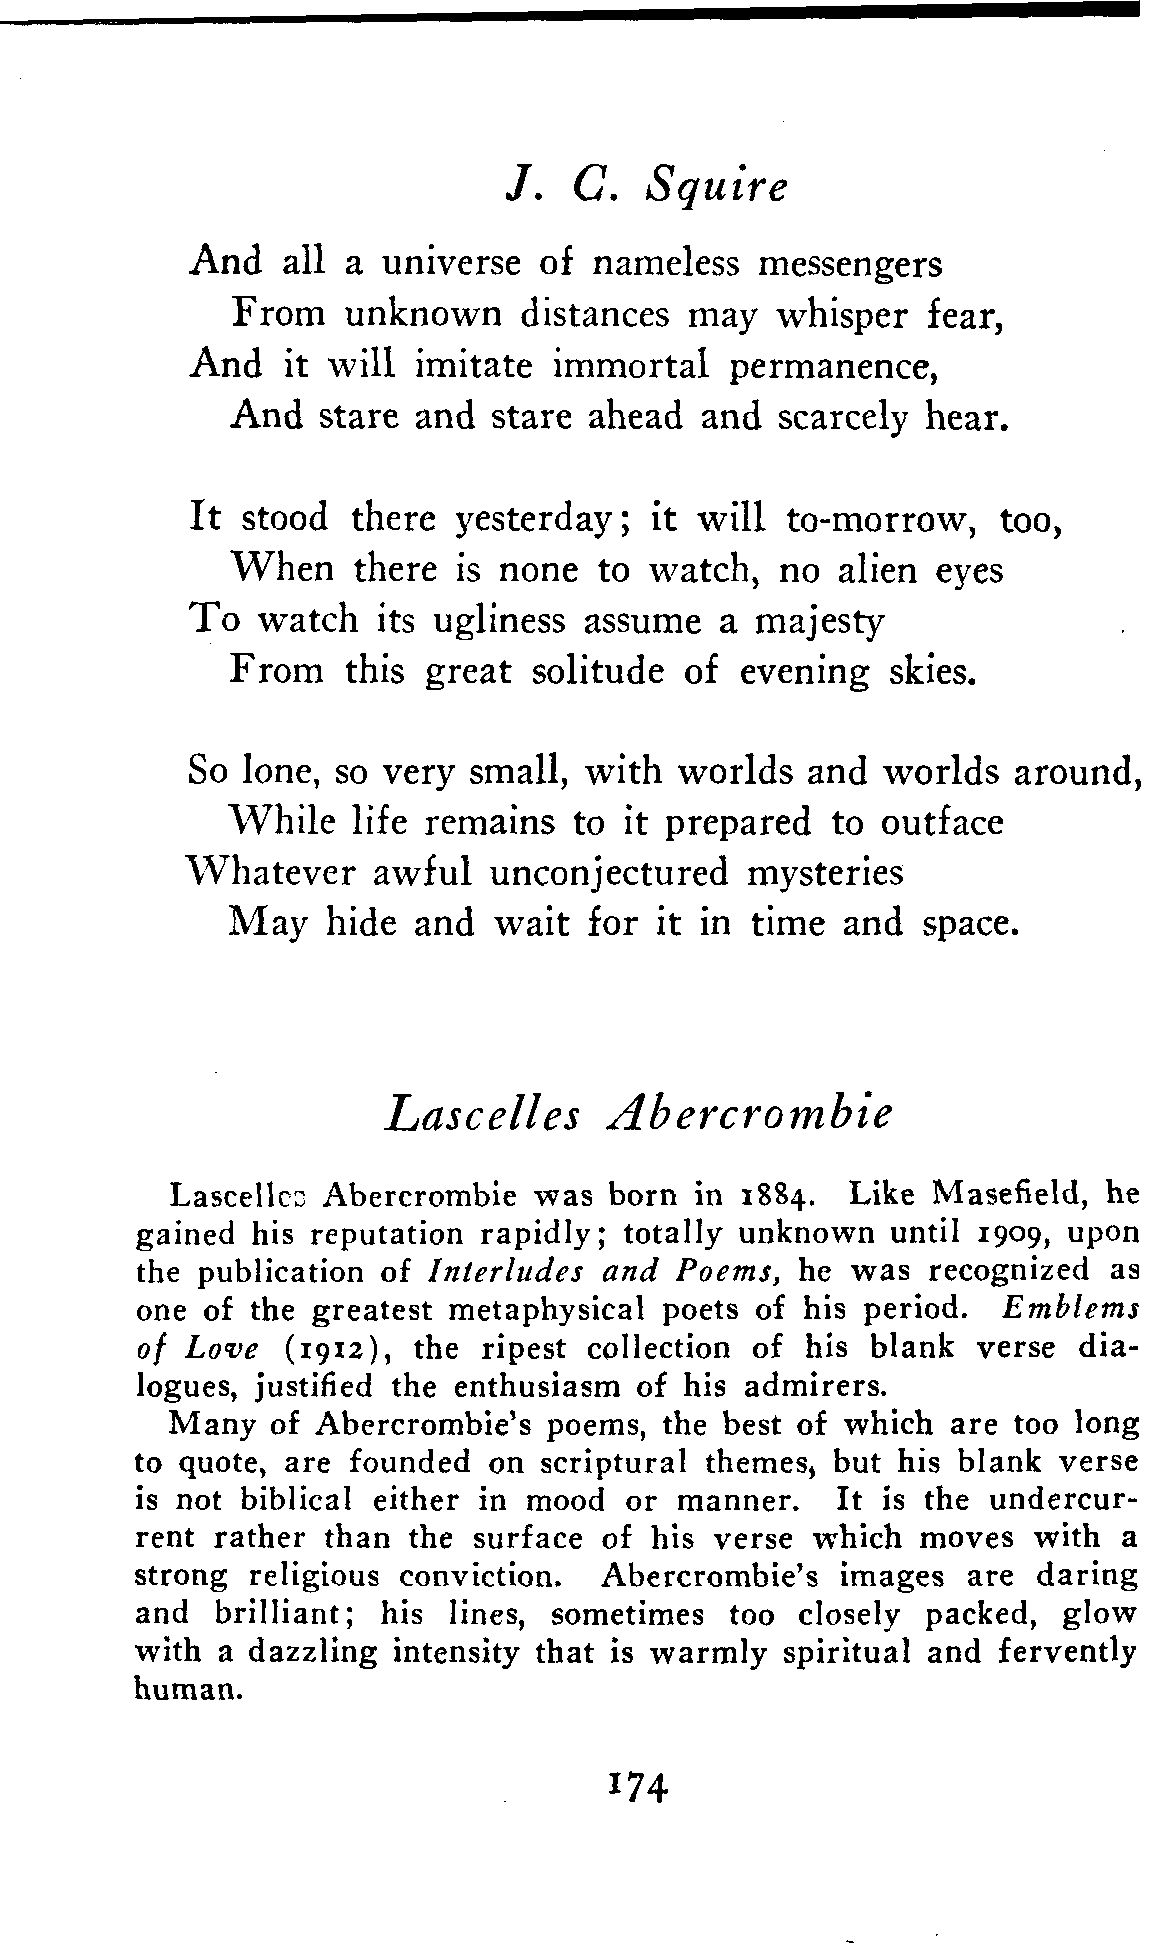 J. C. Squire
And all a universe of nameless messengers
From unknown distances may whisper fear,
And it will imitate immortal permanence,
And stare and stare ahead and scarcely hear.
It stood there yesterday; it will to-morrow, too,
When there is none to watch, no alien eyes
To watch its ugliness assume a majesty
From this great solitude of evening skies.
So lone, so very small, with worlds and worlds around,
While life remains to it prepared to outface
Whatever awful unconjectured mysteries
May hide and wait for it in time and space.
Lascelles Abercrombie
Lascelles Abercrombie was born in 1884. Like Masefield, he
gained his reputation rapidly; totally unknown until 1909, upon
the publication of Interludes and Poems, he was recognized as
one of the greatest metaphysical poets of his period. Emblems
of Love (1912), the ripest collection of his blank verse dia-
logues, justified the enthusiasm of his admirers.
Many of Abercrombie's poems, the best of which are too long
to quote, are founded on scriptural themes, but his blank verse
is not biblical either in mood or manner. It is the undercur-
rent rather than the surface of his verse which moves with a
strong religious conviction. Abercrombie's images are daring
and brilliant; his lines, sometimes too closely packed, glow
with a dazzling intensity that is warmly spiritual and fervently
human.
174